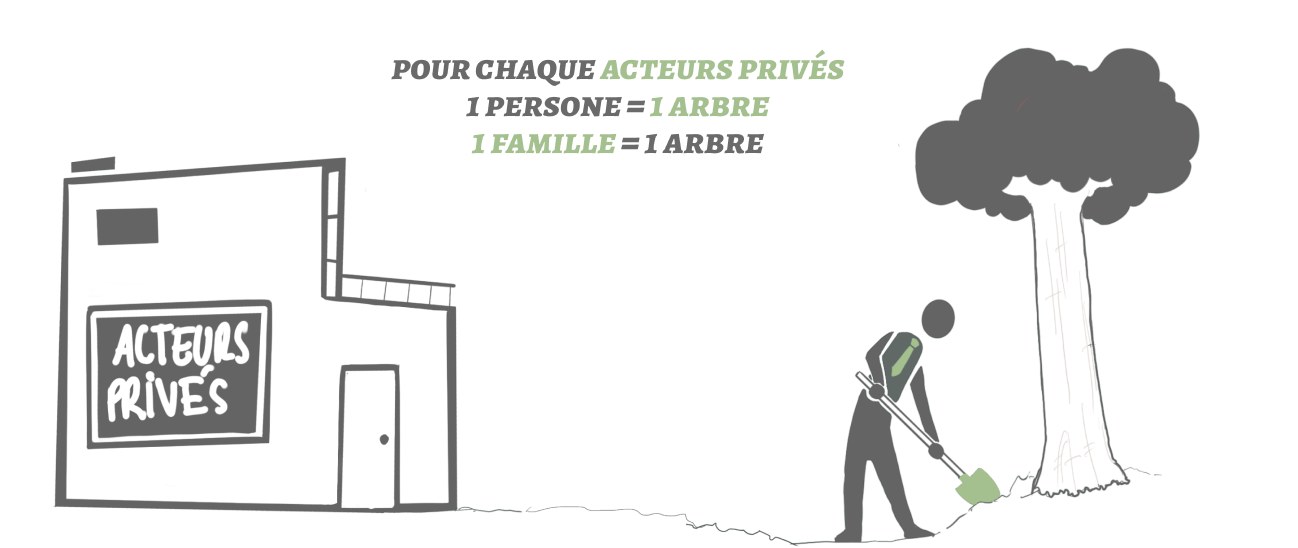 POUR CHAQUE ACTEURS PRIVÉS
1 PERSONE = 1 ARBRE
1 FAMILLE = 1 ARBRE
ACTEURS
PRIVÉS